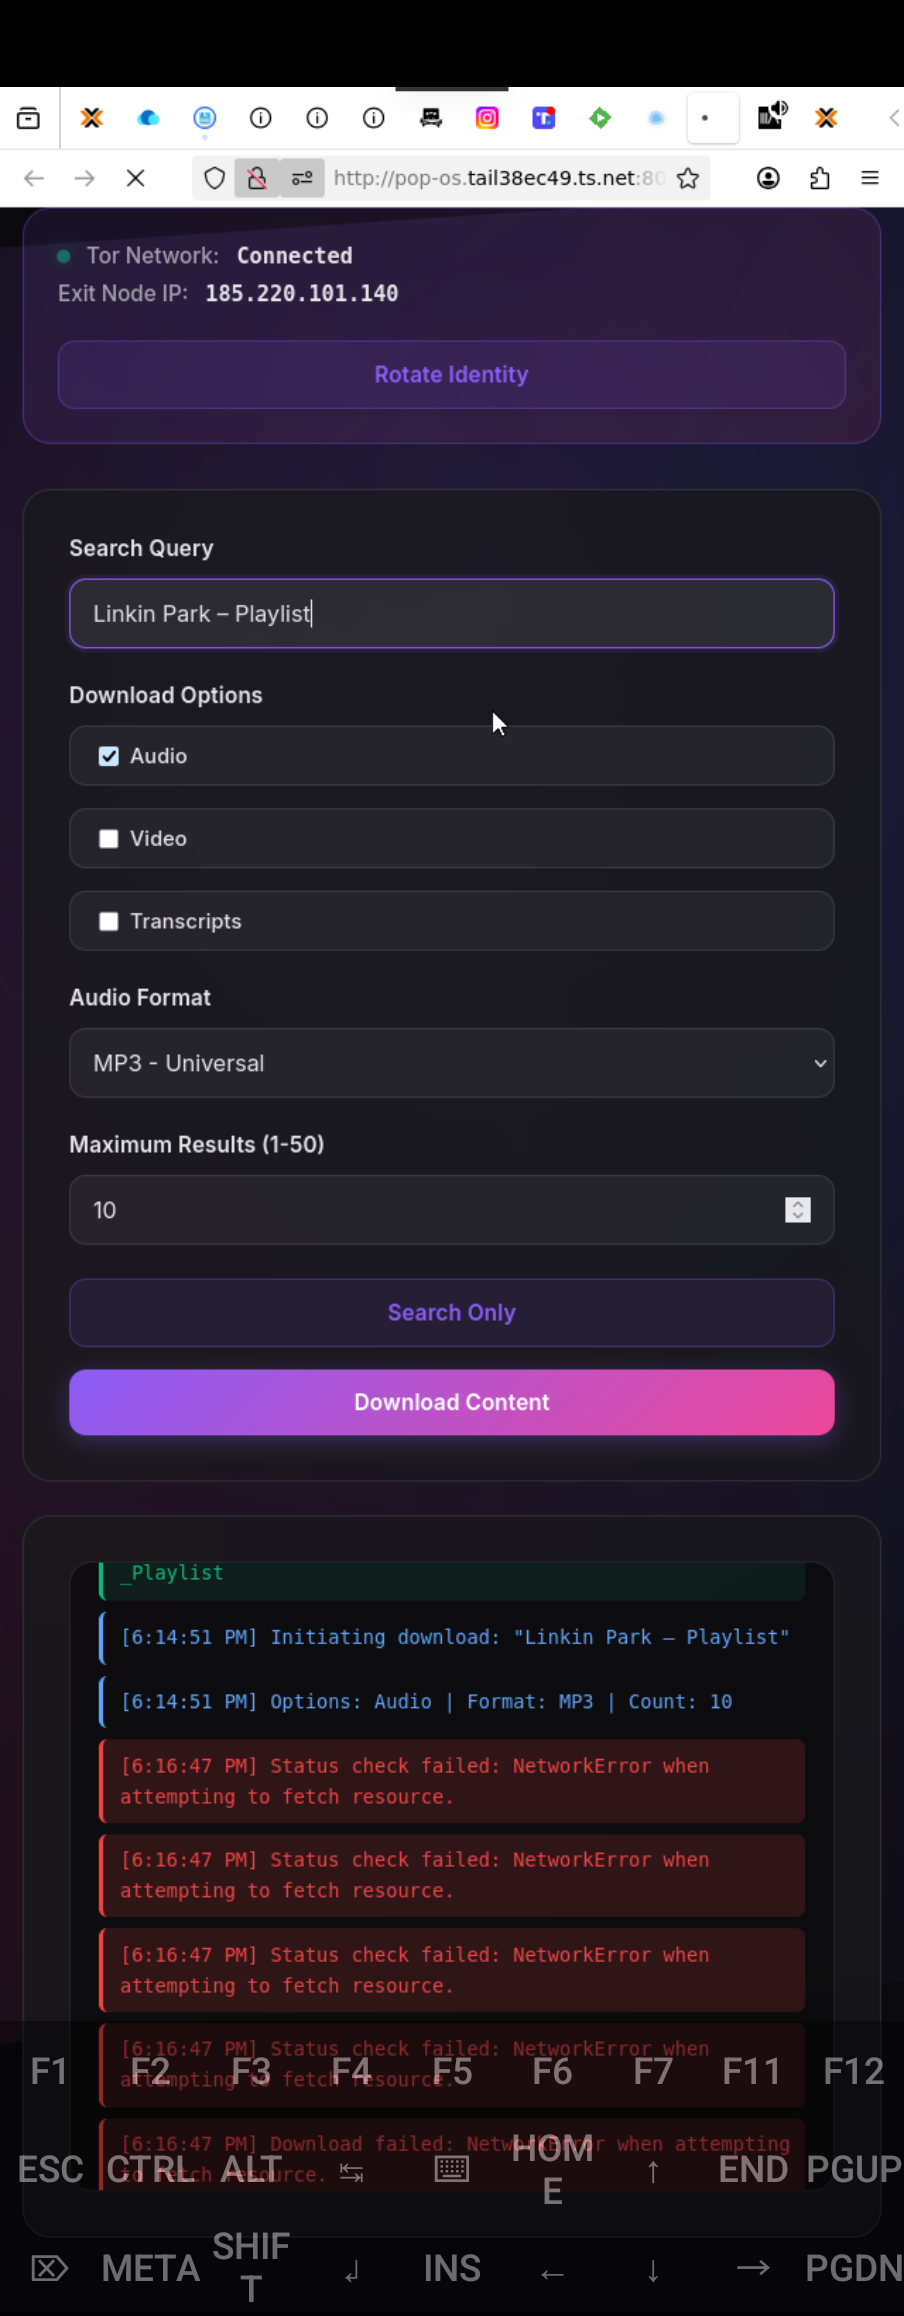 http://pop-os.tail38ec49.ts.net:80
Tor Network: Connected
Exit Node IP: 185.220.101.140
Rotate Identity
Search Query
Linkin Park – Playlist
Download Options
Audio
Video
Transcripts
Audio Format
MP3 - Universal
Maximum Results (1-50)
10
Search Only
Download Content
_Playlist
[6:14:51 PM] Initiating download: "Linkin Park – Playlist"
[6:14:51 PM] Options: Audio | Format: MP3 | Count: 10
[6:16:47 PM] Status check failed: NetworkError when
attempting to fetch resource.
[6:16:47 PM] Status check failed: NetworkError when
attempting to fetch resource.
[6:16:47 PM] Status check failed: NetworkError when
attempting to fetch resource.
[6:16:47 PM] Status check failed: NetworkError when
attempting to fetch resource.
F1 F2 F3 F4 F5 F6 F7 F11 F12
[6:16:47 PM] Download failed: NetworkError when attempting
to fetch resource.
ESC CTRL ALT HOM
E END PGUP
META SHIF
T INS PGDN